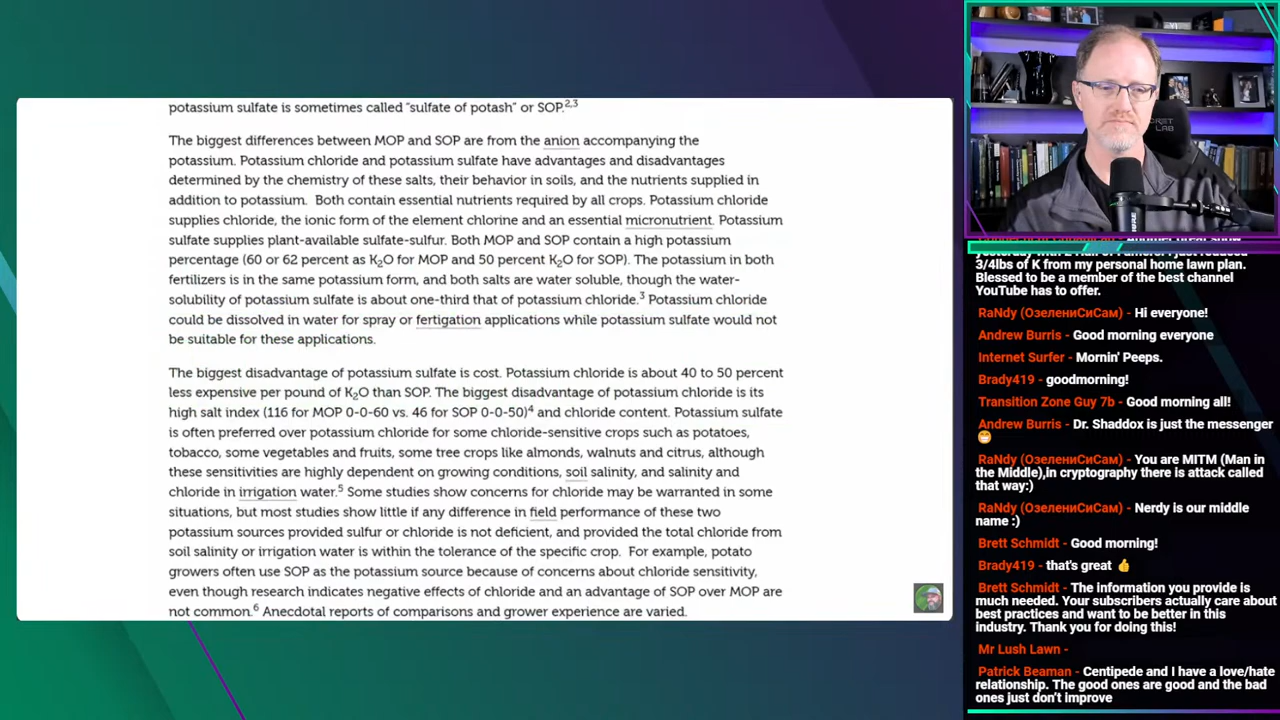 potassium sulfate is sometimes called "sulfate of potash" or SOP.2,3
The biggest differences between MOP and SOP are from the anion accompanying the
potassium. Potassium chloride and potassium sulfate have advantages and disadvantages
determined by the chemistry of these salts, their behavior in soils, and the nutrients supplied in
addition to potassium. Both contain essential nutrients required by all crops. Potassium chloride
supplies chloride, the ionic form of the element chlorine and an essential micronutrient. Potassium
sulfate supplies plant-available sulfate-sulfur. Both MOP and SOP contain a high potassium
percentage (60 or 62 percent as K2O for MOP and 50 percent K2O for SOP). The potassium in both
fertilizers is in the same potassium form, and both salts are water soluble, though the water-
solubility of potassium sulfate is about one-third that of potassium chloride.3 Potassium chloride
could be dissolved in water for spray or fertigation applications while potassium sulfate would not
be suitable for these applications.
The biggest disadvantage of potassium sulfate is cost. Potassium chloride is about 40 to 50 percent
less expensive per pound of K2O than SOP. The biggest disadvantage of potassium chloride is its
high salt index (116 for MOP 0-0-60 vs. 46 for SOP 0-0-50)4 and chloride content. Potassium sulfate
is often preferred over potassium chloride for some chloride-sensitive crops such as potatoes,
tobacco, some vegetables and fruits, some tree crops like almonds, walnuts and citrus, although
these sensitivities are highly dependent on growing conditions, soil salinity, and salinity and
chloride in irrigation water.5 Some studies show concerns for chloride may be warranted in some
situations, but most studies show little if any difference in field performance of these two
potassium sources provided sulfur or chloride is not deficient, and provided the total chloride from
soil salinity or irrigation water is within the tolerance of the specific crop. For example, potato
growers often use SOP as the potassium source because of concerns about chloride sensitivity,
even though research indicates negative effects of chloride and an advantage of SOP over MOP are
not common.6 Anecdotal reports of comparisons and grower experience are varied.
3/4lbs of K from my personal home lawn plan.
Blessed to be a member of the best channel
YouTube has to offer.
RaNdy (ОзелениСиСам) - Hi everyone!
Andrew Burris - Good morning everyone
Internet Surfer - Mornin' Peeps.
Brady419 - goodmorning!
Transition Zone Guy 7b - Good morning all!
Andrew Burris - Dr. Shaddox is just the messenger
😁
RaNdy (ОзелениСиСам) - You are MITM (Man in
the Middle),in cryptography there is attack called
that way:)
RaNdy (ОзелениСиСам) - Nerdy is our middle
name :)
Brett Schmidt - Good morning!
Brady419 - that's great 👍
Brett Schmidt - The information you provide is
much needed. Your subscribers actually care about
best practices and want to be better in this
industry. Thank you for doing this!
Mr Lush Lawn -
Patrick Beaman - Centipede and I have a love/hate
relationship. The good ones are good and the bad
ones just don't improve